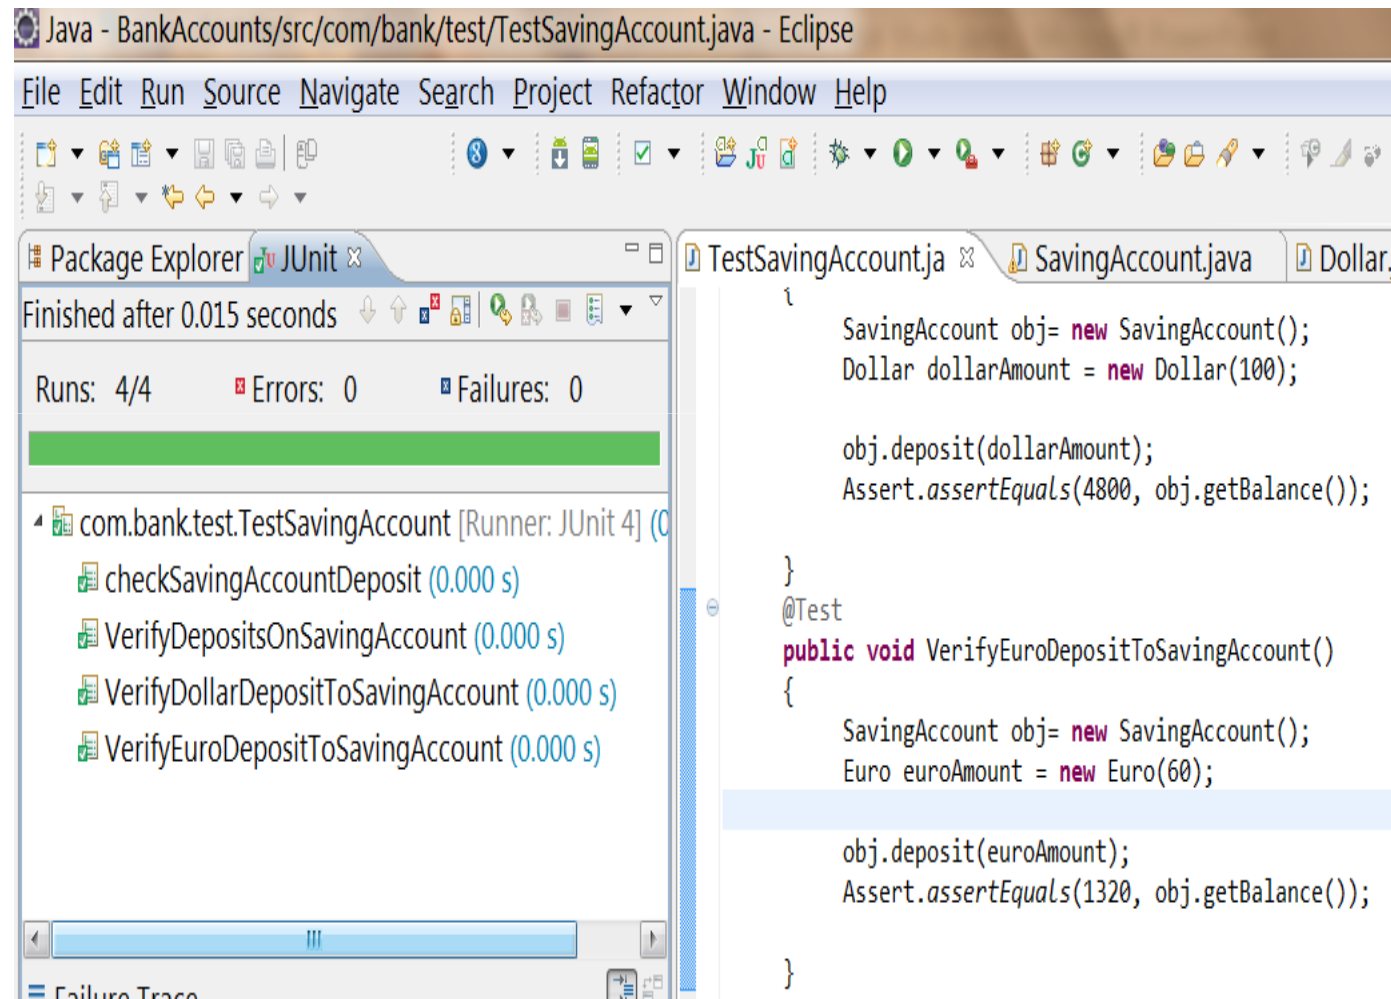 Java - BankAccounts/src/com/bank/test/TestSavingAccount.java - Eclipse
File Edit Run Source Navigate Search Project Refactor Window Help
Package Explorer JUnit
Finished after 0.015 seconds
Runs: 4/4 Errors: 0 Failures: 0
com.bank.test.TestSavingAccount [Runner: JUnit 4] (0
checkSavingAccountDeposit (0.000 s)
VerifyDepositsOnSavingAccount (0.000 s)
VerifyDollarDepositToSavingAccount (0.000 s)
VerifyEuroDepositToSavingAccount (0.000 s)
Failure Trace
TestSavingAccount.ja SavingAccount.java Dollar.
{
SavingAccount obj= new SavingAccount();
Dollar dollarAmount = new Dollar(100);
obj.deposit(dollarAmount);
Assert.assertEquals(4800, obj.getBalance());
}
@Test
public void VerifyEuroDepositToSavingAccount()
{
SavingAccount obj= new SavingAccount();
Euro euroAmount = new Euro(60);
obj.deposit(euroAmount);
Assert.assertEquals(1320, obj.getBalance());
}